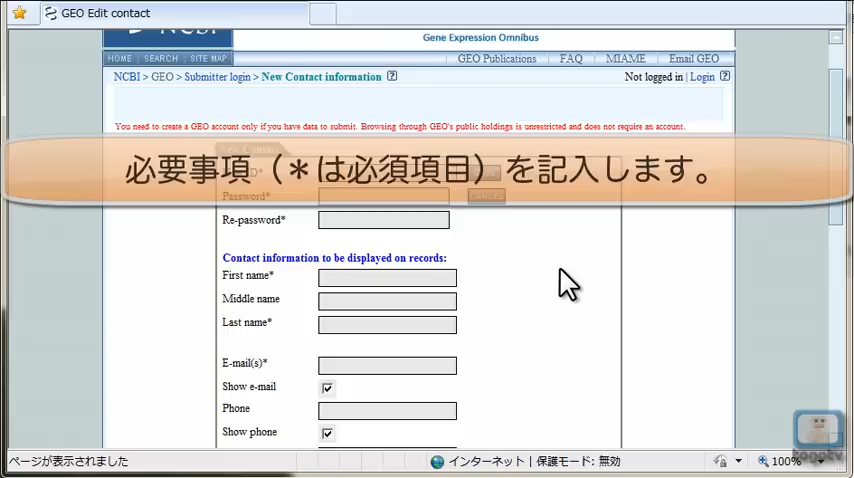 GEO Edit contact
NCBI
Gene Expression Omnibus
HOME SEARCH SITE MAP
GEO Publications FAQ MIAME Email GEO
NCBI > GEO > Submitter login > New Contact information ?
Not logged in | Login ?
You need to create a GEO account only if you have data to submit. Browsing through GEO's public holdings is unrestricted and does not require an account.
New Contact
必要事項（＊は必須項目）を記入します。
Password*
CANCEL
Re-password*
Contact information to be displayed on records:
First name*
Middle name
Last name*
E-mail(s)*
Show e-mail
Phone
Show phone
togotv
ページが表示されました
インターネット | 保護モード: 無効
100%